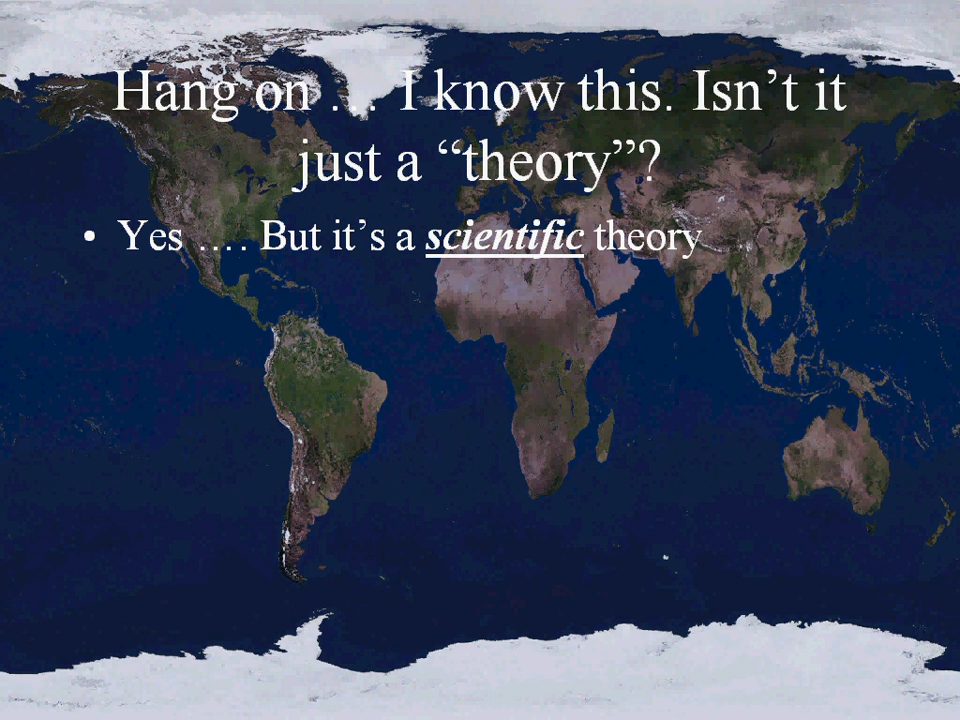 Hang on … I know this. Isn’t it
just a “theory”?
• Yes …. But it’s a scientific theory